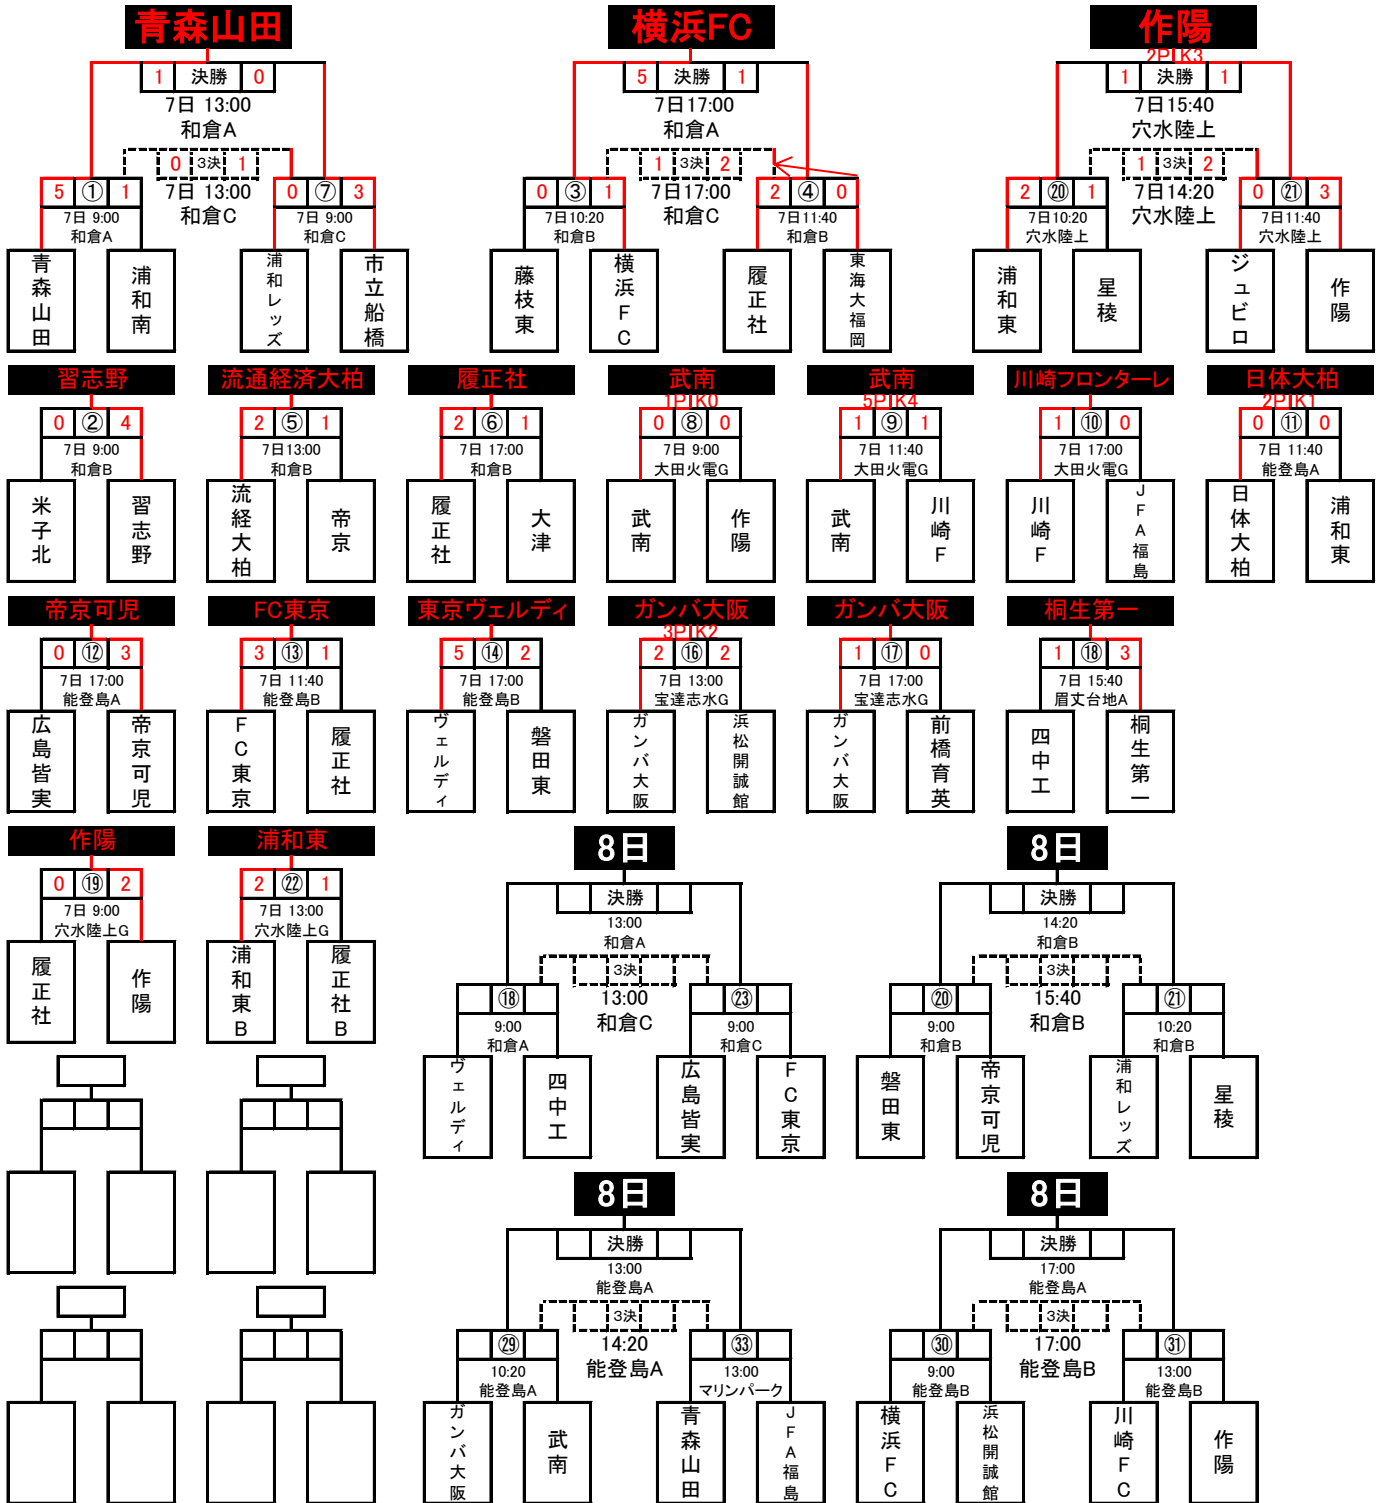 青森山田 横浜FC 作陽
2P K3
1 決勝 0 5 決勝 1 1 決勝 1
7日 13:00 7日17:00 7日15:40
和倉A 和倉A 穴水陸上
0 3決 1 1 3決 2 1 3決 2
7日 13:00 7日17:00 7日14:20
和倉C 和倉C 穴水陸上
5 ① 1 0 ⑦ 3 0 ③ 1 2 ④ 0 2 ⑳ 1 0 ㉑ 3
7日 9:00 7日 9:00 7日10:20 7日11:40 7日10:20 7日11:40
和倉A 和倉C 和倉B 和倉B 穴水陸上 穴水陸上
青森山田 浦和南 浦和レッズ 市立船橋 藤枝東 横浜FC 履正社 東海大福岡 浦和東 星稜 ジュビロ 作陽
習志野 流通経済大柏 履正社 武南 武南 川崎フロンターレ 日体大柏
1P K0 5P K4 2P K1
0 ② 4 2 ⑤ 1 2 ⑥ 1 0 ⑧ 0 1 ⑨ 1 1 ⑩ 0 0 ⑪ 0
7日 9:00 7日13:00 7日 17:00 7日 9:00 7日 11:40 7日 17:00 7日 11:40
和倉B 和倉B 和倉B 大田火電G 大田火電G 大田火電G 能登島A
米子北 習志野 流経大柏 帝京 履正社 大津 武南 作陽 武南 川崎F 川崎F JFA福島 日体大柏 浦和東
帝京可児 FC東京 東京ヴェルディ ガンバ大阪 ガンバ大阪 桐生第一
3P K2
0 ⑫ 3 3 ⑬ 1 5 ⑭ 2 2 ⑯ 2 1 ⑰ 0 1 ⑱ 3
7日 17:00 7日 11:40 7日 17:00 7日 13:00 7日 17:00 7日 15:40
能登島A 能登島B 能登島B 宝達志水G 宝達志水G 眉丈台地A
広島皆実 帝京可児 FC東京 履正社 ヴェルディ 磐田東 ガンバ大阪 浜松開誠館 ガンバ大阪 前橋育英 四中工 桐生第一
作陽 浦和東
0 ⑲ 2 2 ㉒ 1
7日 9:00 7日 13:00
穴水陸上G 穴水陸上G
履正社 作陽 浦和東B 履正社B
8日 8日
決勝 決勝
13:00 14:20
和倉A 和倉B
3決 3決
13:00 15:40
和倉C 和倉B
⑱ ㉓ ⑳ ㉑
9:00 9:00 9:00 10:20
和倉A 和倉C 和倉B 和倉B
ヴェルディ 四中工 広島皆実 FC東京 磐田東 帝京可児 浦和レッズ 星稜
8日 8日
決勝 決勝
13:00 17:00
能登島A 能登島A
3決 3決
14:20 17:00
能登島A 能登島B
㉙ ㉝ ㉚ ㉛
10:20 13:00 9:00 13:00
能登島A マリンパーク 能登島B 能登島B
ガンバ大阪 武南 青森山田 JFA福島 横浜FC 浜松開誠館 川崎FC 作陽